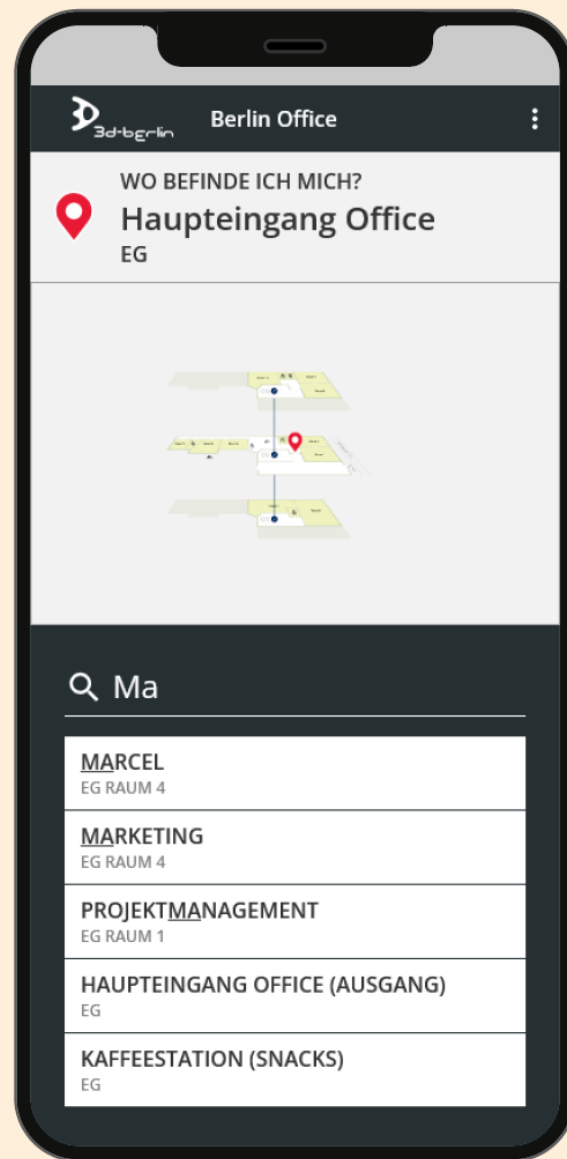 3d-berlin
Berlin Office
WO BEFINDE ICH MICH?
Haupteingang Office
EG
Ma
MARCEL
EG RAUM 4
MARKETING
EG RAUM 4
PROJEKTMANAGEMENT
EG RAUM 1
HAUPTEINGANG OFFICE (AUSGANG)
EG
KAFFEESTATION (SNACKS)
EG